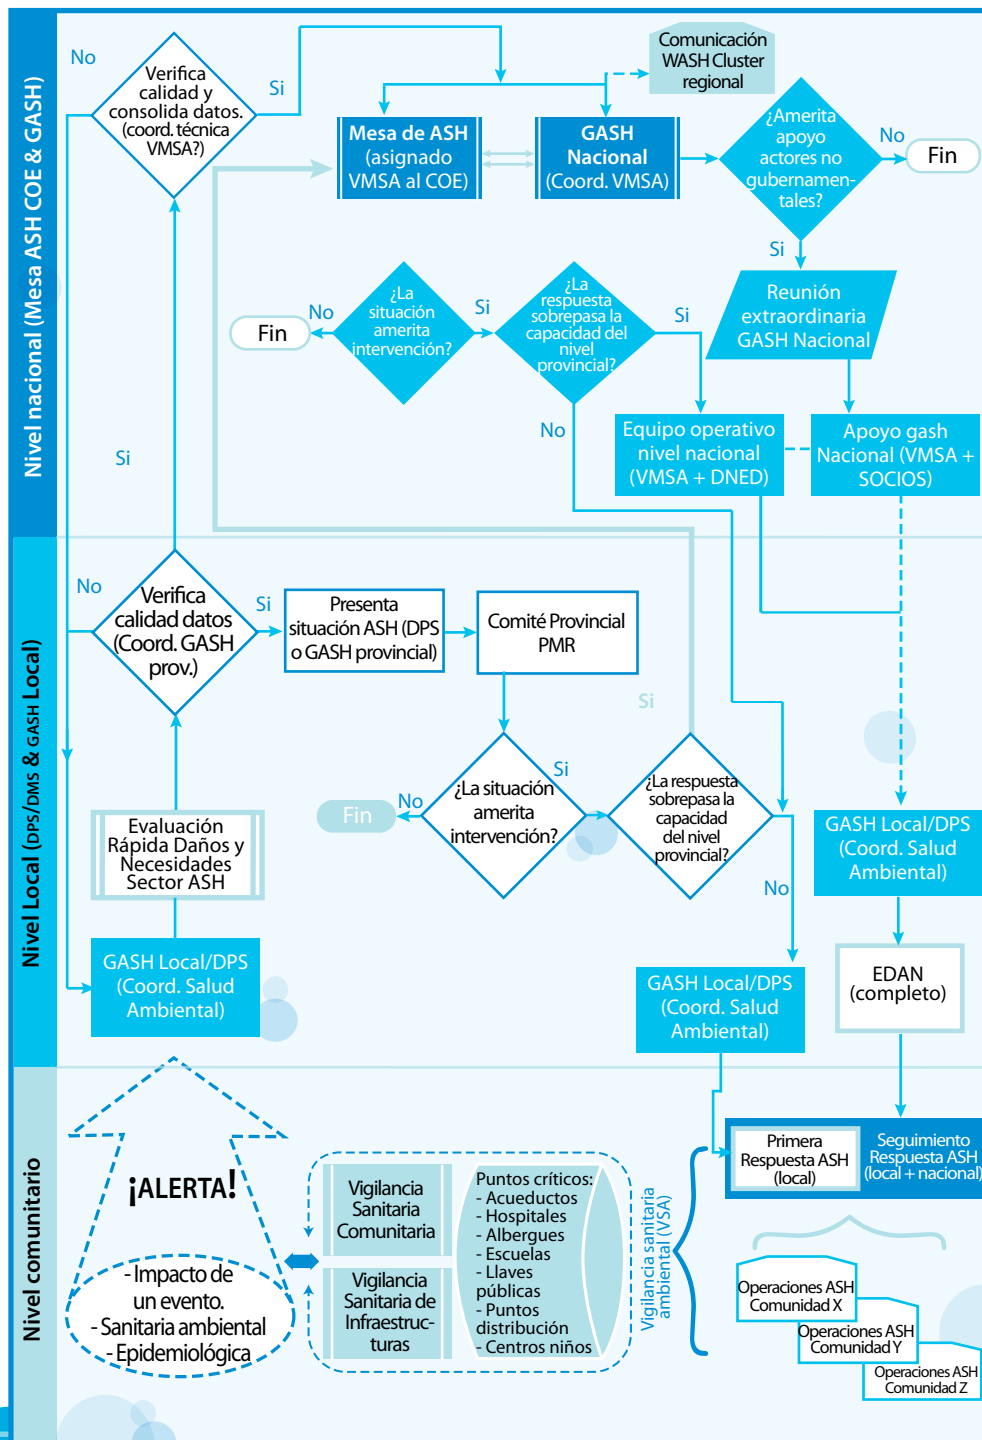 Nivel nacional (Mesa ASH COE & GASH)
No
Verifica
calidad y
consolida datos.
(coord. técnica
VMSA?)
Si
Comunicación
WASH Cluster
regional
Mesa de ASH
(asignado
VMSA al COE)
GASH
Nacional
(Coord. VMSA)
¿Amerita
apoyo
actores no
gubernamen-
tales?
No
Fin
Si
Reunión
extraordinaria
GASH Nacional
Fin
No
¿La
situación
amerita
intervención?
Si
¿La
respuesta
sobrepasa la
capacidad del
nivel
provincial?
Si
No
Equipo operativo
nivel nacional
(VMSA + DNED)
Apoyo gash
Nacional (VMSA +
SOCIOS)
Si
Nivel Local (DPS/DMS & GASH Local)
No
Verifica
calidad datos
(Coord. GASH
prov.)
Si
Presenta
situación ASH (DPS
o GASH provincial)
Comité Provincial
PMR
Si
Fin
No
¿La situación
amerita
intervención?
Si
¿La respuesta
sobrepasa la
capacidad
del nivel
provincial?
No
Evaluación
Rápida Daños y
Necesidades
Sector ASH
GASH Local/DPS
(Coord. Salud
Ambiental)
GASH Local/DPS
(Coord. Salud
Ambiental)
GASH Local/DPS
(Coord. Salud
Ambiental)
EDAN
(completo)
Nivel comunitario
¡ALERTA!
- Impacto de
un evento.
- Sanitaria ambiental
- Epidemiológica
Vigilancia
Sanitaria
Comunitaria
Vigilancia
Sanitaria de
Infraestruc-
turas
Puntos críticos:
- Acueductos
- Hospitales
- Albergues
- Escuelas
- Llaves
públicas
- Puntos
distribución
- Centros niños
Vigilancia sanitaria
ambiental (VSA)
Primera
Respuesta ASH
(local)
Seguimiento
Respuesta ASH
(local + nacional)
Operaciones ASH
Comunidad X
Operaciones ASH
Comunidad Y
Operaciones ASH
Comunidad Z